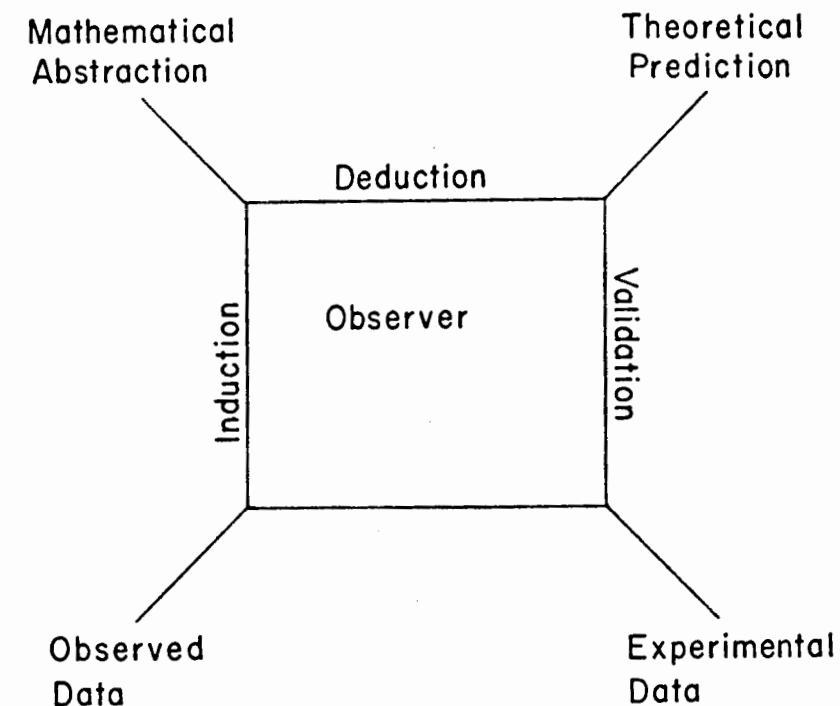 Mathematical
Abstraction
Theoretical
Prediction
Deduction
Induction
Observer
Validation
Observed
Data
Experimental
Data